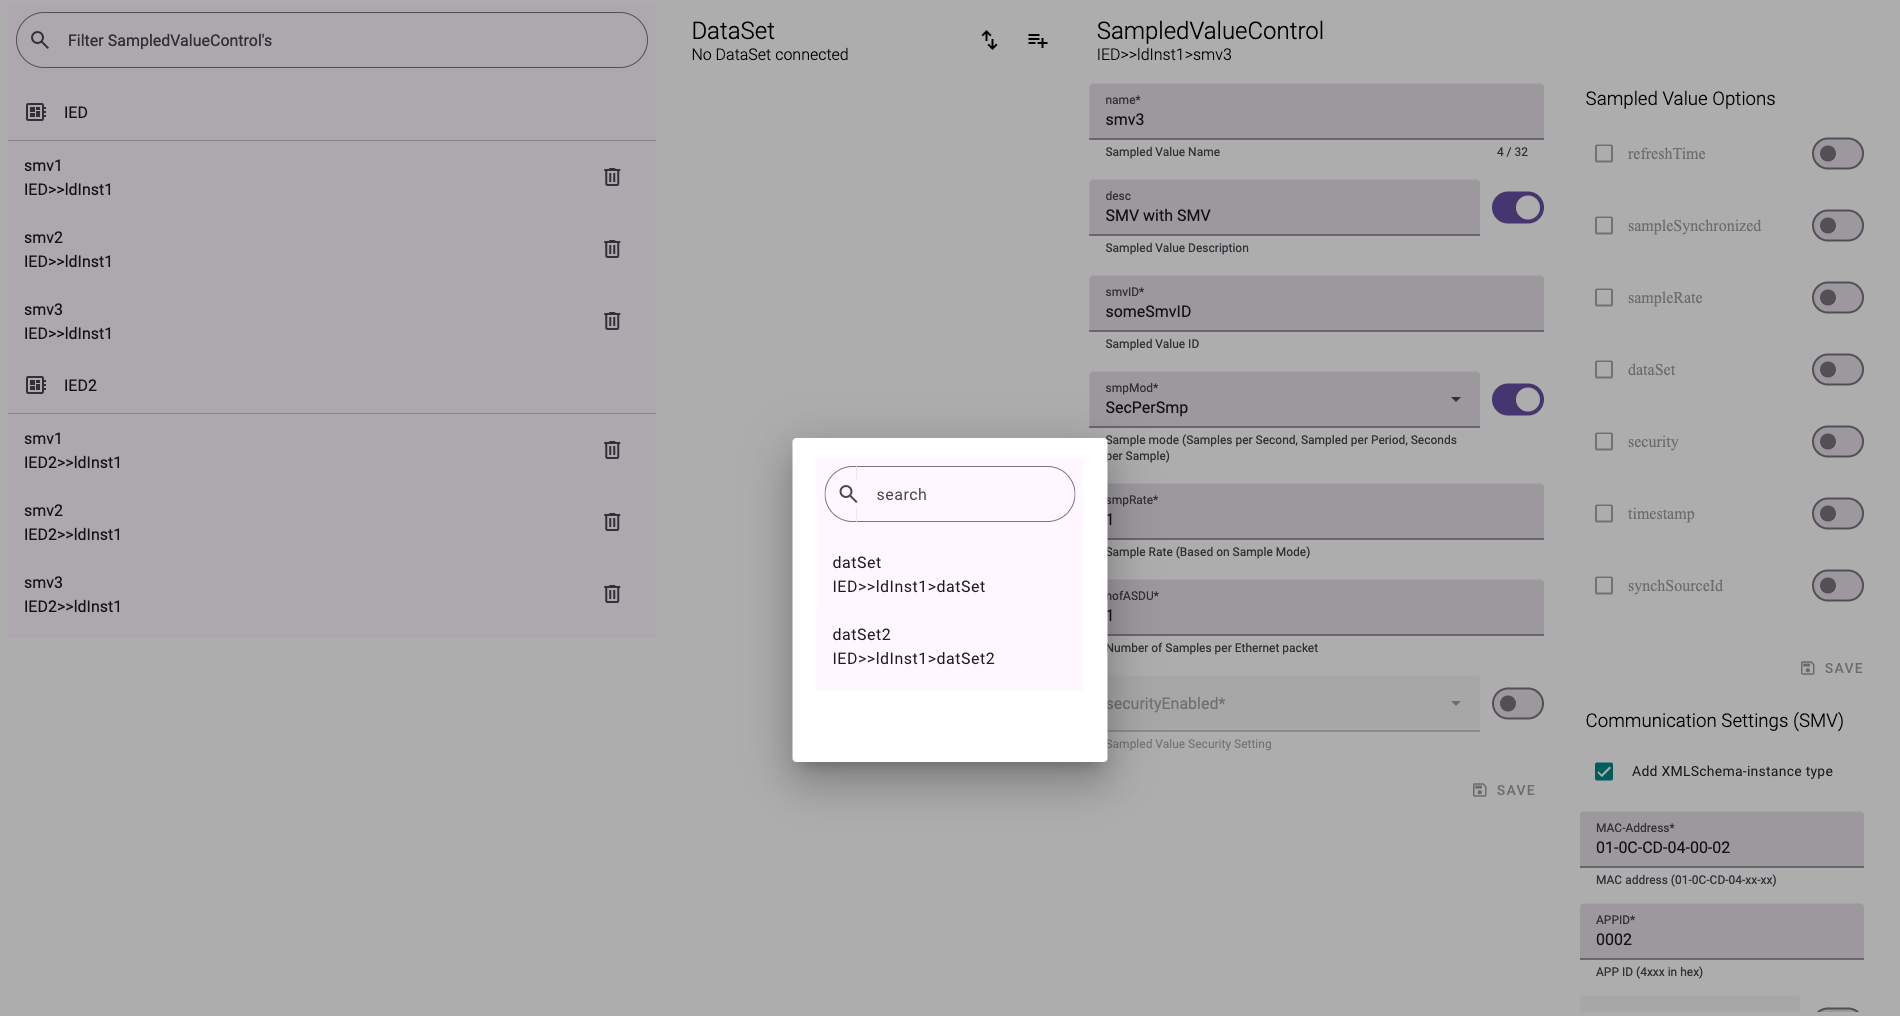 Filter SampledValueControl's
IED
smv1
IED>>ldInst1
smv2
IED>>ldInst1
smv3
IED>>ldInst1
IED2
smv1
IED2>>ldInst1
smv2
IED2>>ldInst1
smv3
IED2>>ldInst1
DataSet
No DataSet connected
search
datSet
IED>>ldInst1>datSet
datSet2
IED>>ldInst1>datSet2
SampledValueControl
IED>>ldInst1>smv3
name*
smv3
Sampled Value Name 4 / 32
desc
SMV with SMV
Sampled Value Description
smvID*
someSmvID
Sampled Value ID
smpMod*
SecPerSmp
Sample mode (Samples per Second, Sampled per Period, Seconds
per Sample)
smpRate*
1
Sample Rate (Based on Sample Mode)
nofASDU*
1
Number of Samples per Ethernet packet
securityEnabled*
Sampled Value Security Setting
SAVE
Sampled Value Options
refreshTime
sampleSynchronized
sampleRate
dataSet
security
timestamp
synchSourceId
SAVE
Communication Settings (SMV)
Add XMLSchema-instance type
MAC-Address*
01-0C-CD-04-00-02
MAC address (01-0C-CD-04-xx-xx)
APPID*
0002
APP ID (4xxx in hex)